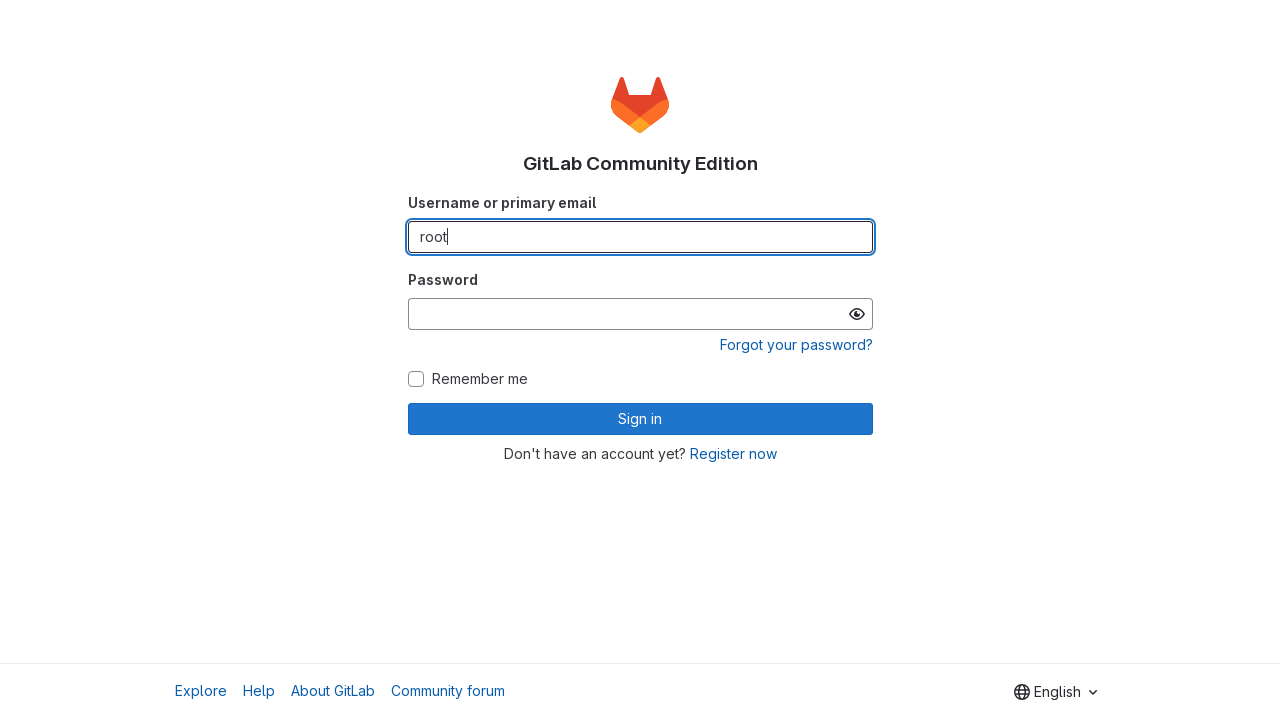 GitLab Community Edition
Username or primary email
root
Password
Forgot your password?
Remember me
Sign in
Don't have an account yet? Register now
Explore Help About GitLab Community forum English